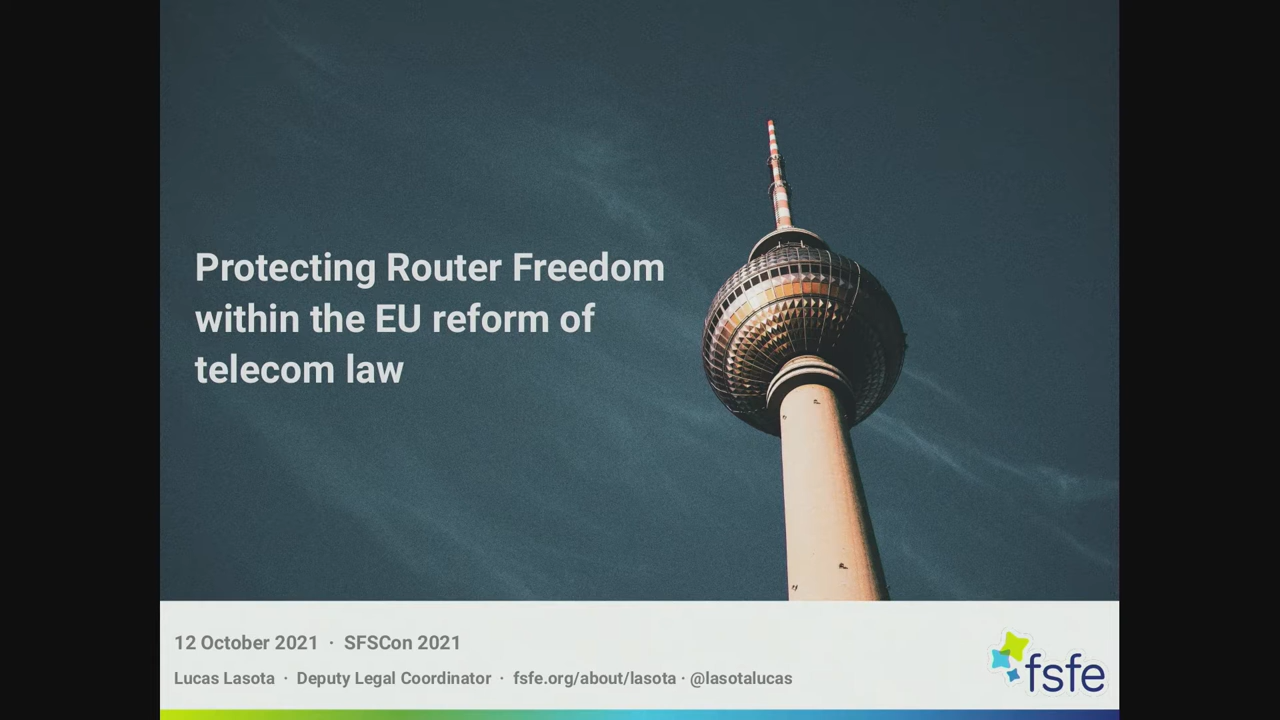 Protecting Router Freedom
within the EU reform of
telecom law
12 October 2021 · SFSCon 2021
Lucas Lasota · Deputy Legal Coordinator · fsfe.org/about/lasota · @lasotalucas
fsfe